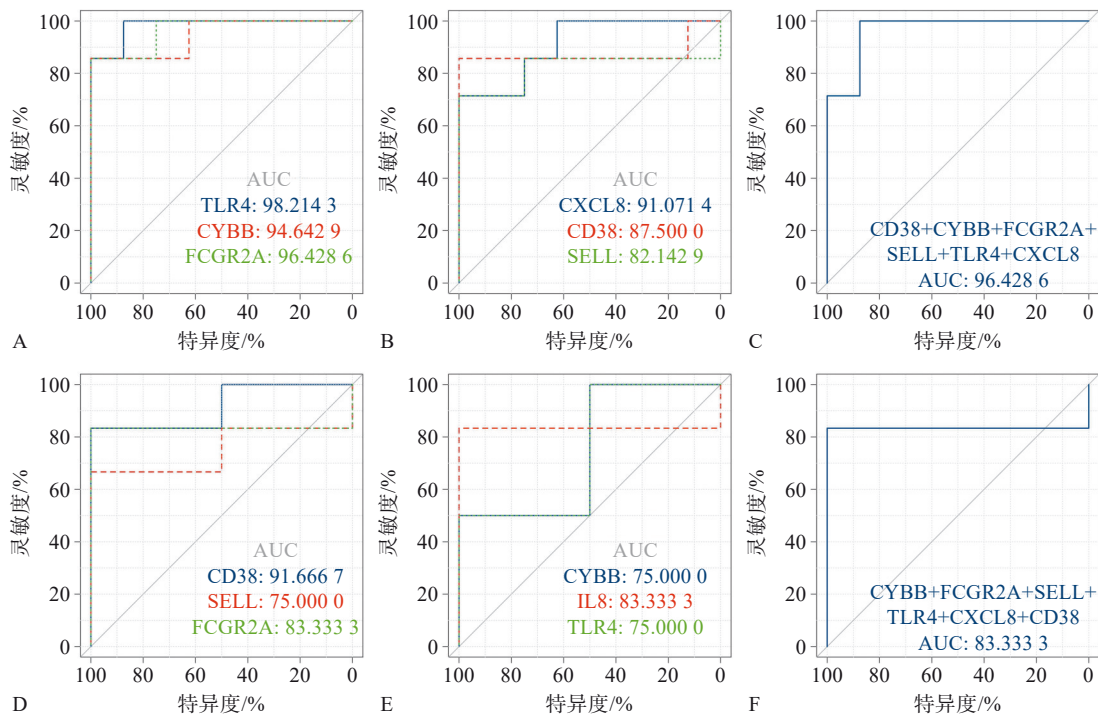 100
80
60
40
20
0
灵敏度/%
AUC
TLR4: 98.214 3
CYBB: 94.642 9
FCGR2A: 96.428 6
100 80 60 40 20 0
A
特异度/%
100
80
60
40
20
0
灵敏度/%
AUC
CXCL8: 91.071 4
CD38: 87.500 0
SELL: 82.142 9
100 80 60 40 20 0
B
特异度/%
100
80
60
40
20
0
灵敏度/%
CD38+CYBB+FCGR2A+
SELL+TLR4+CXCL8
AUC: 96.428 6
100 80 60 40 20 0
C
特异度/%
100
80
60
40
20
0
灵敏度/%
AUC
CD38: 91.666 7
SELL: 75.000 0
FCGR2A: 83.333 3
100 80 60 40 20 0
D
特异度/%
100
80
60
40
20
0
灵敏度/%
AUC
CYBB: 75.000 0
IL8: 83.333 3
TLR4: 75.000 0
100 80 60 40 20 0
E
特异度/%
100
80
60
40
20
0
灵敏度/%
CYBB+FCGR2A+SELL+
TLR4+CXCL8+CD38
AUC: 83.333 3
100 80 60 40 20 0
F
特异度/%